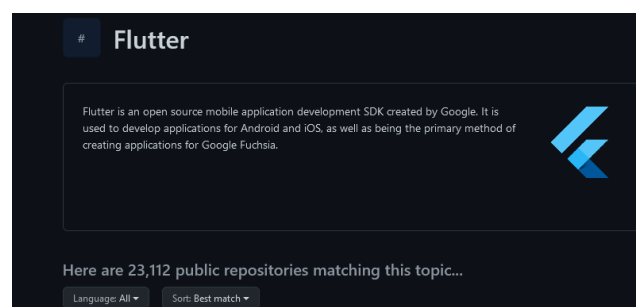 # Flutter
Flutter is an open source mobile application development SDK created by Google. It is
used to develop applications for Android and iOS, as well as being the primary method of
creating applications for Google Fuchsia.
Here are 23,112 public repositories matching this topic...
Language: All Sort: Best match